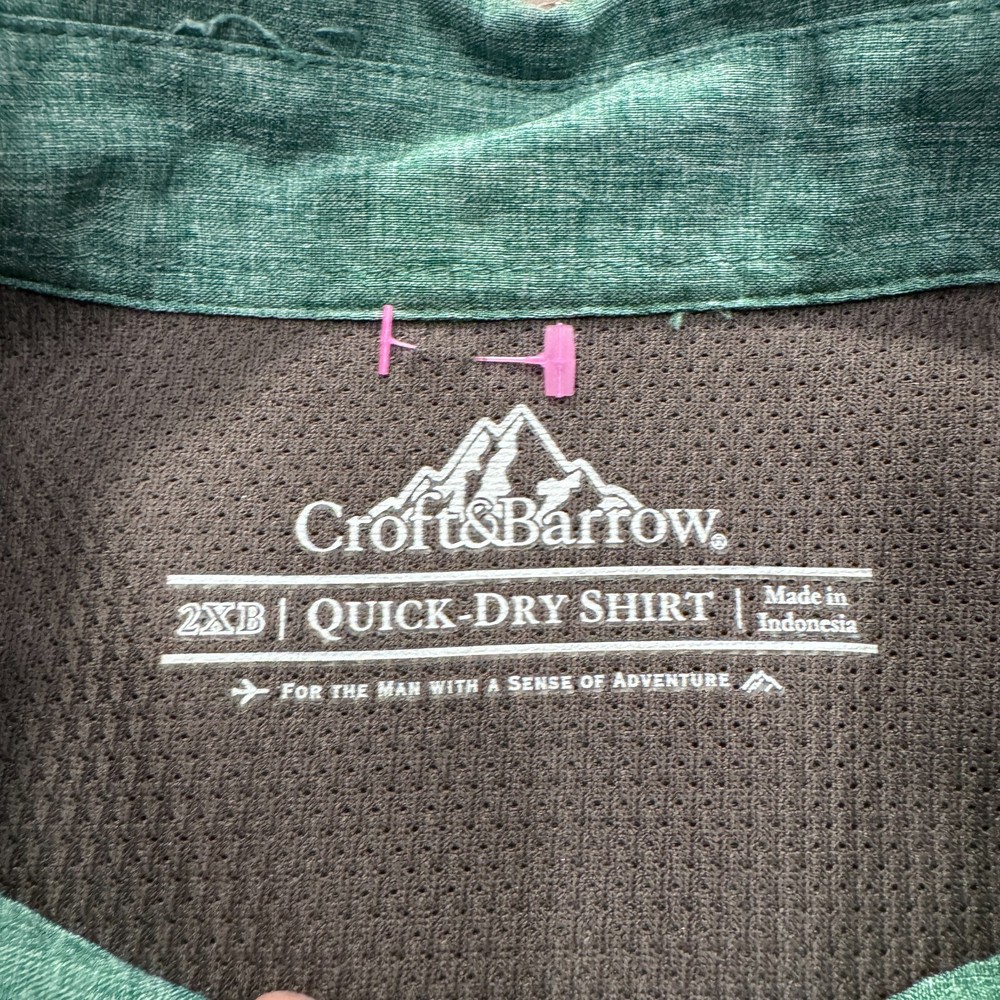 Croft&Barrow®
2XB | QUICK-DRY SHIRT | Made in Indonesia
FOR THE MAN WITH A SENSE OF ADVENTURE